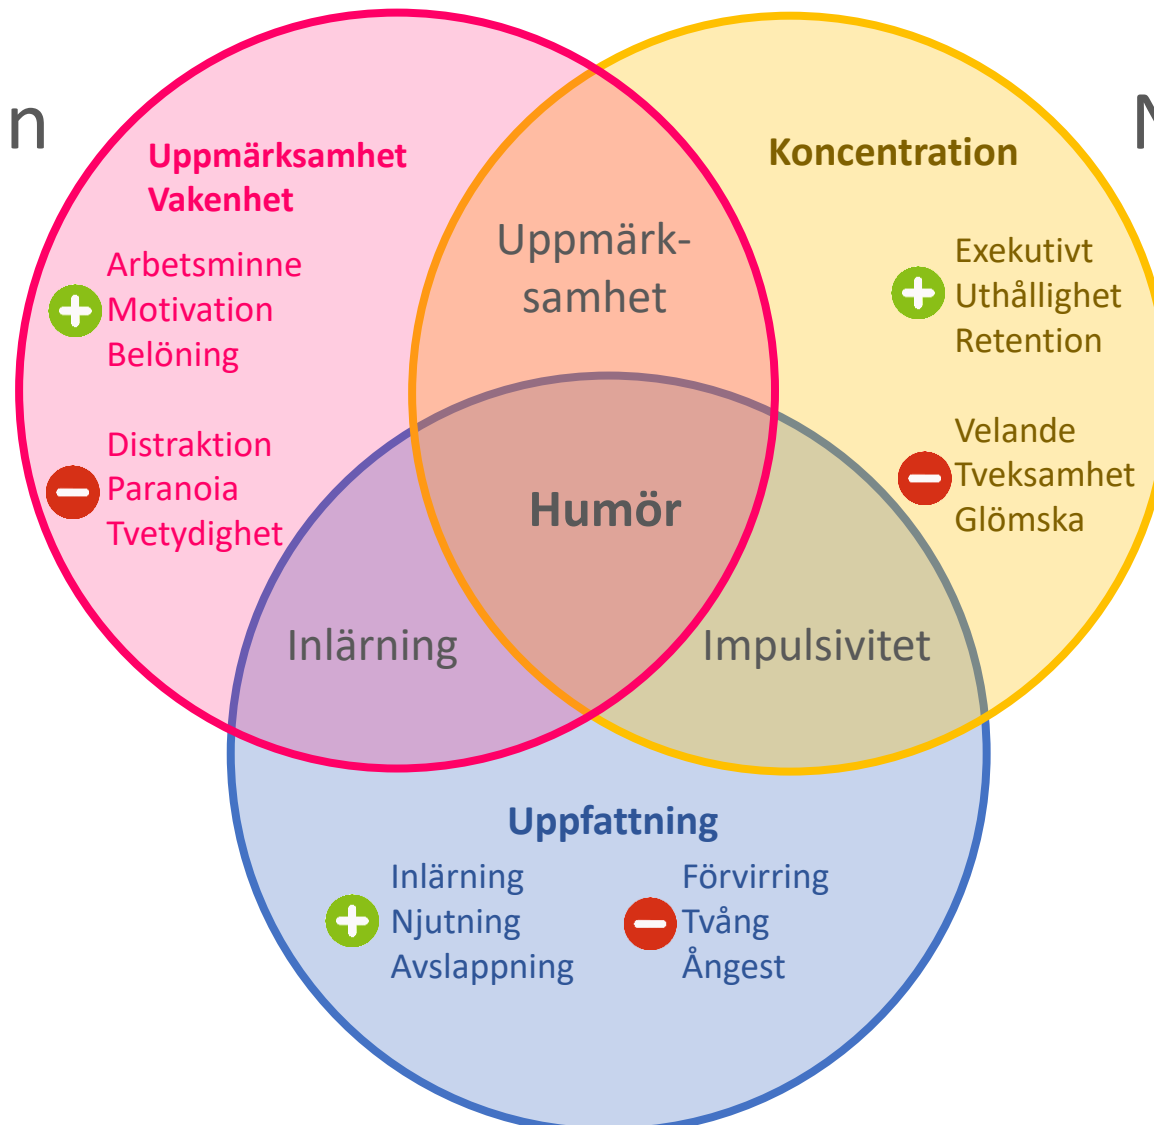 n
N
Uppmärksamhet
Vakenhet
Arbetsminne
Motivation
Belöning
Distraktion
Paranoia
Tvetydighet
Uppmärk-
samhet
Koncentration
Exekutivt
Uthållighet
Retention
Velande
Tveksamhet
Glömska
Humör
Inlärning
Impulsivitet
Uppfattning
Inlärning
Njutning
Avslappning
Förvirring
Tvång
Ångest